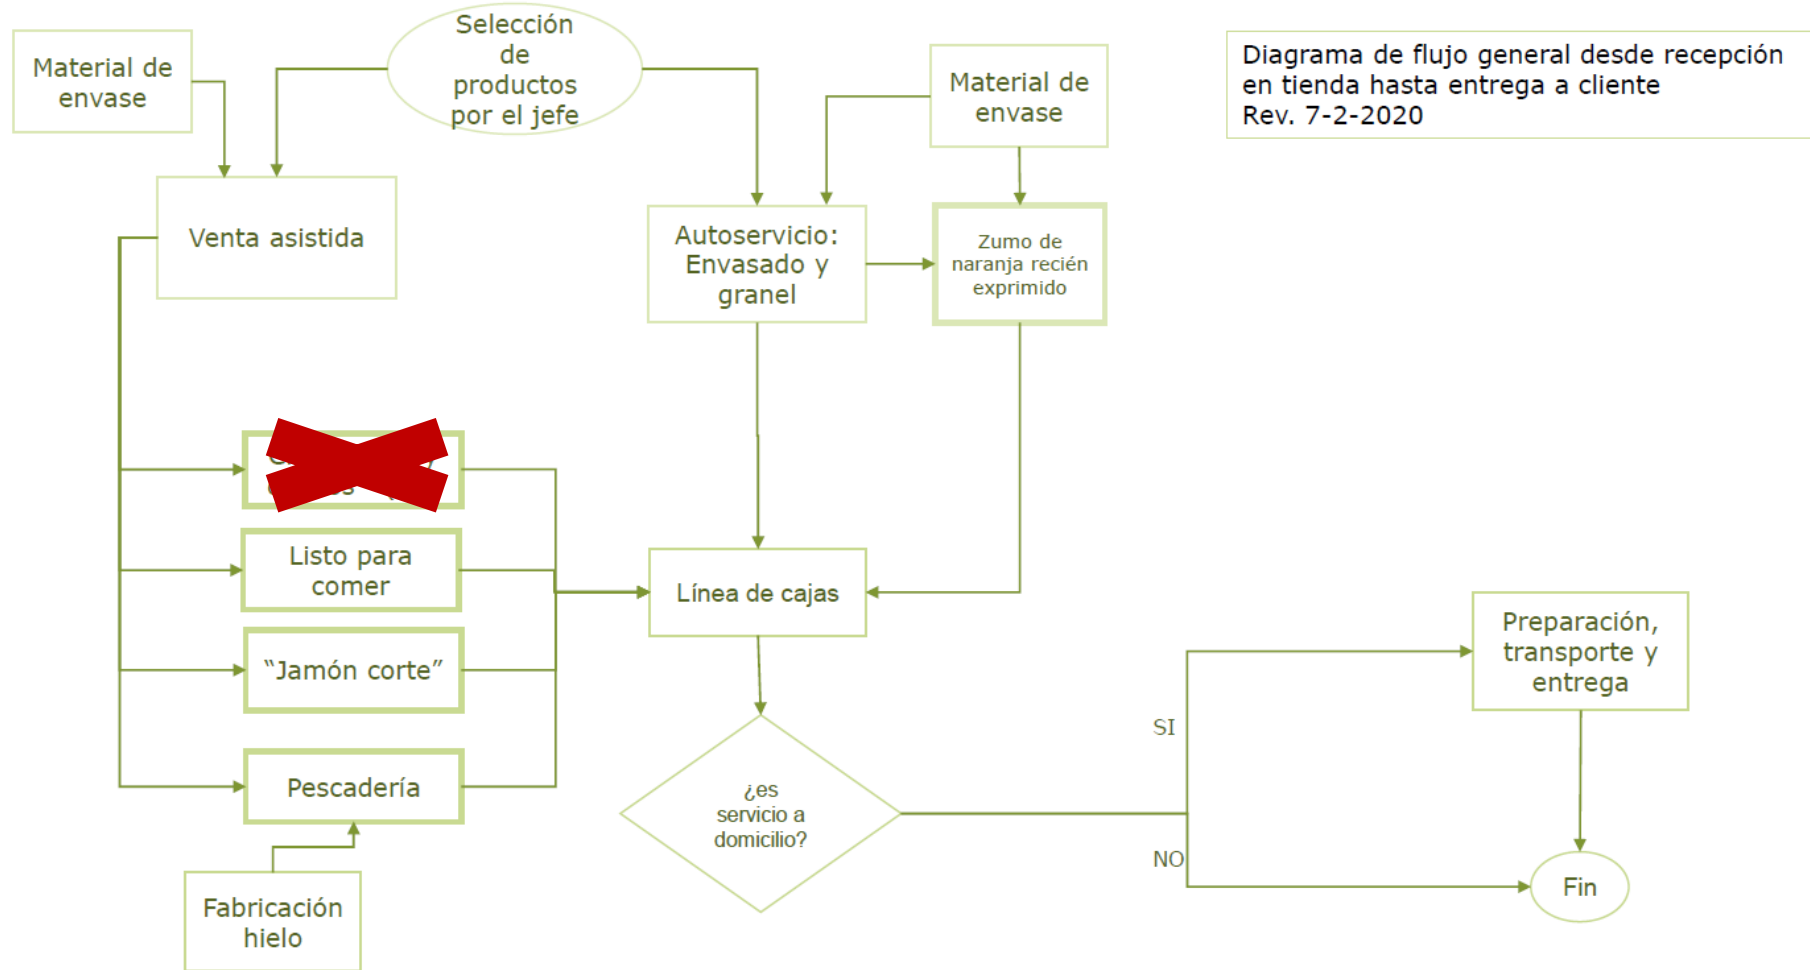 Selección
de
productos
por el jefe
Material de
envase
Material de
envase
Diagrama de flujo general desde recepción
en tienda hasta entrega a cliente
Rev. 7-2-2020
Venta asistida
Autoservicio:
Envasado y
granel
Zumo de
naranja recién
exprimido
Listo para
comer
Línea de cajas
“Jamón corte”
Preparación,
transporte y
entrega
Pescadería
¿es
servicio a
domicilio?
SI
NO
Fabricación
hielo
Fin